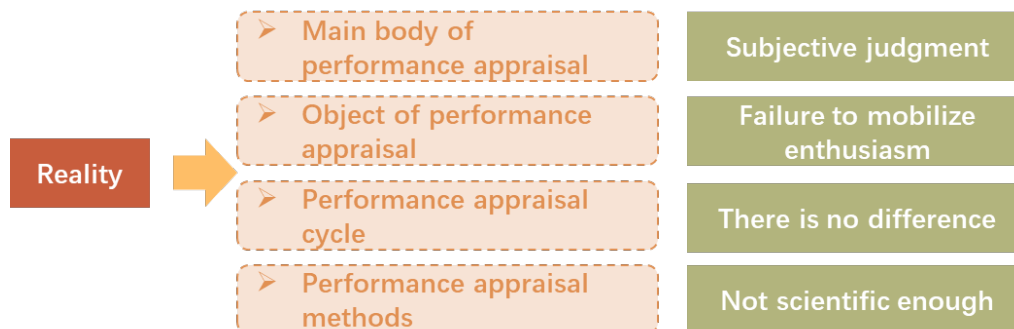 Reality
Main body of
performance appraisal
Subjective judgment
Object of performance
appraisal
Failure to mobilize
enthusiasm
Performance appraisal
cycle
There is no difference
Performance appraisal
methods
Not scientific enough